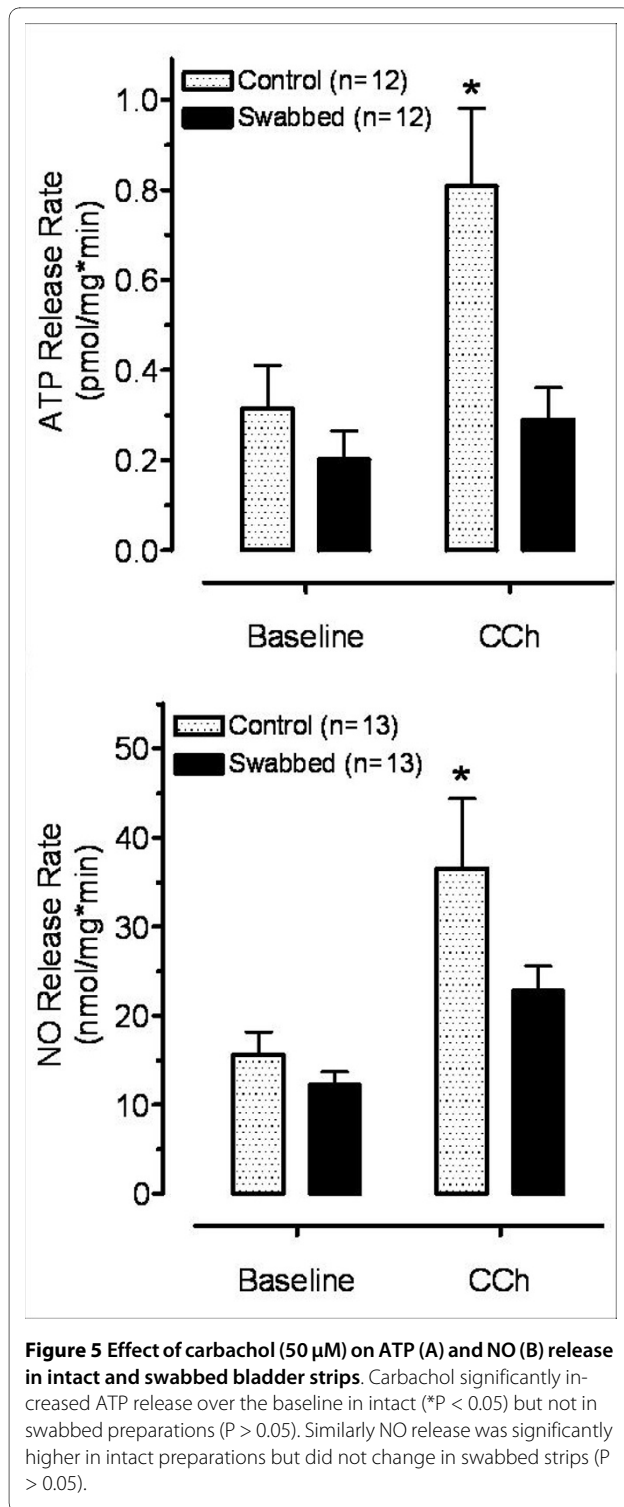 Control (n=12)
Swabbed (n=12)
*
1.0
0.8
0.6
0.4
0.2
0.0
ATP Release Rate
(pmol/mg*min)
Baseline CCh
Control (n=13)
Swabbed (n=13)
*
50
40
30
20
10
0
NO Release Rate
(nmol/mg*min)
Baseline CCh
Figure 5 Effect of carbachol (50 μM) on ATP (A) and NO (B) release
in intact and swabbed bladder strips. Carbachol significantly in-
creased ATP release over the baseline in intact (*P < 0.05) but not in
swabbed preparations (P > 0.05). Similarly NO release was significantly
higher in intact preparations but did not change in swabbed strips (P
> 0.05).